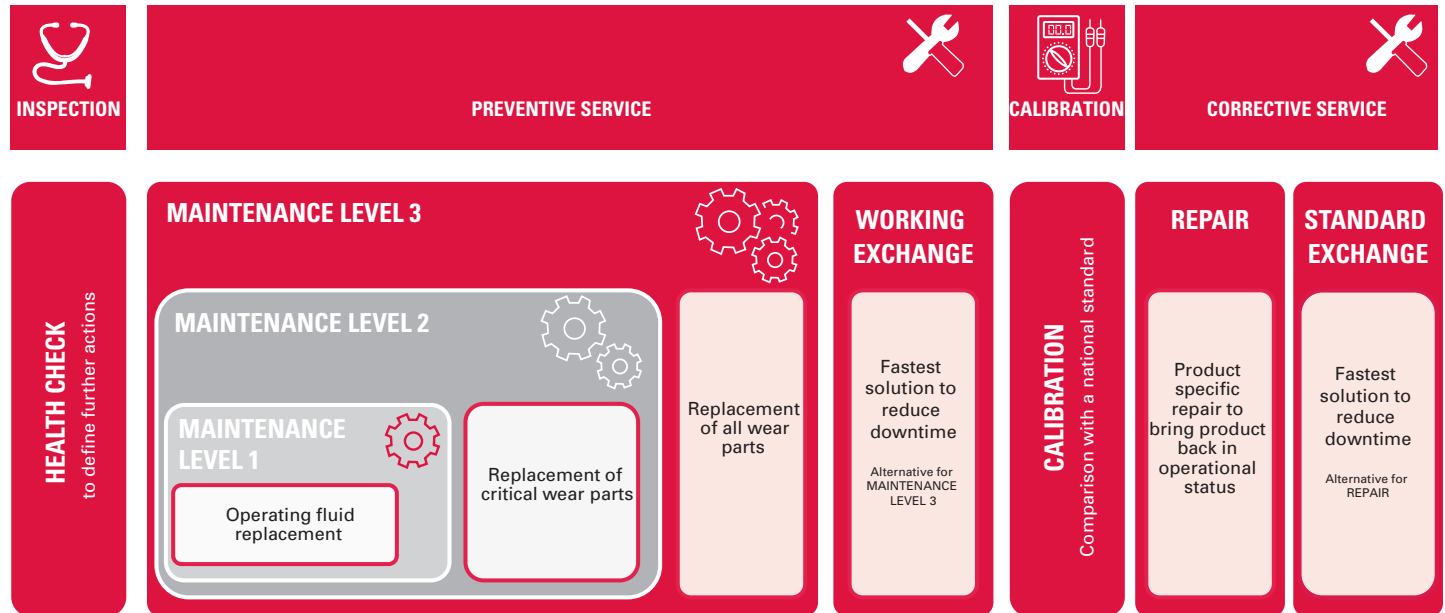 INSPECTION
PREVENTIVE SERVICE
00.0
CALIBRATION
CORRECTIVE SERVICE
HEALTH CHECK
to define further actions
MAINTENANCE LEVEL 3
MAINTENANCE LEVEL 2
MAINTENANCE
LEVEL 1
Operating fluid
replacement
Replacement of
critical wear parts
Replacement
of all wear
parts
WORKING
EXCHANGE
Fastest
solution to
reduce
downtime
Alternative for
MAINTENANCE
LEVEL 3
CALIBRATION
Comparison with a national standard
REPAIR
Product
specific
repair to
bring product
back in
operational
status
STANDARD
EXCHANGE
Fastest
solution to
reduce
downtime
Alternative for
REPAIR